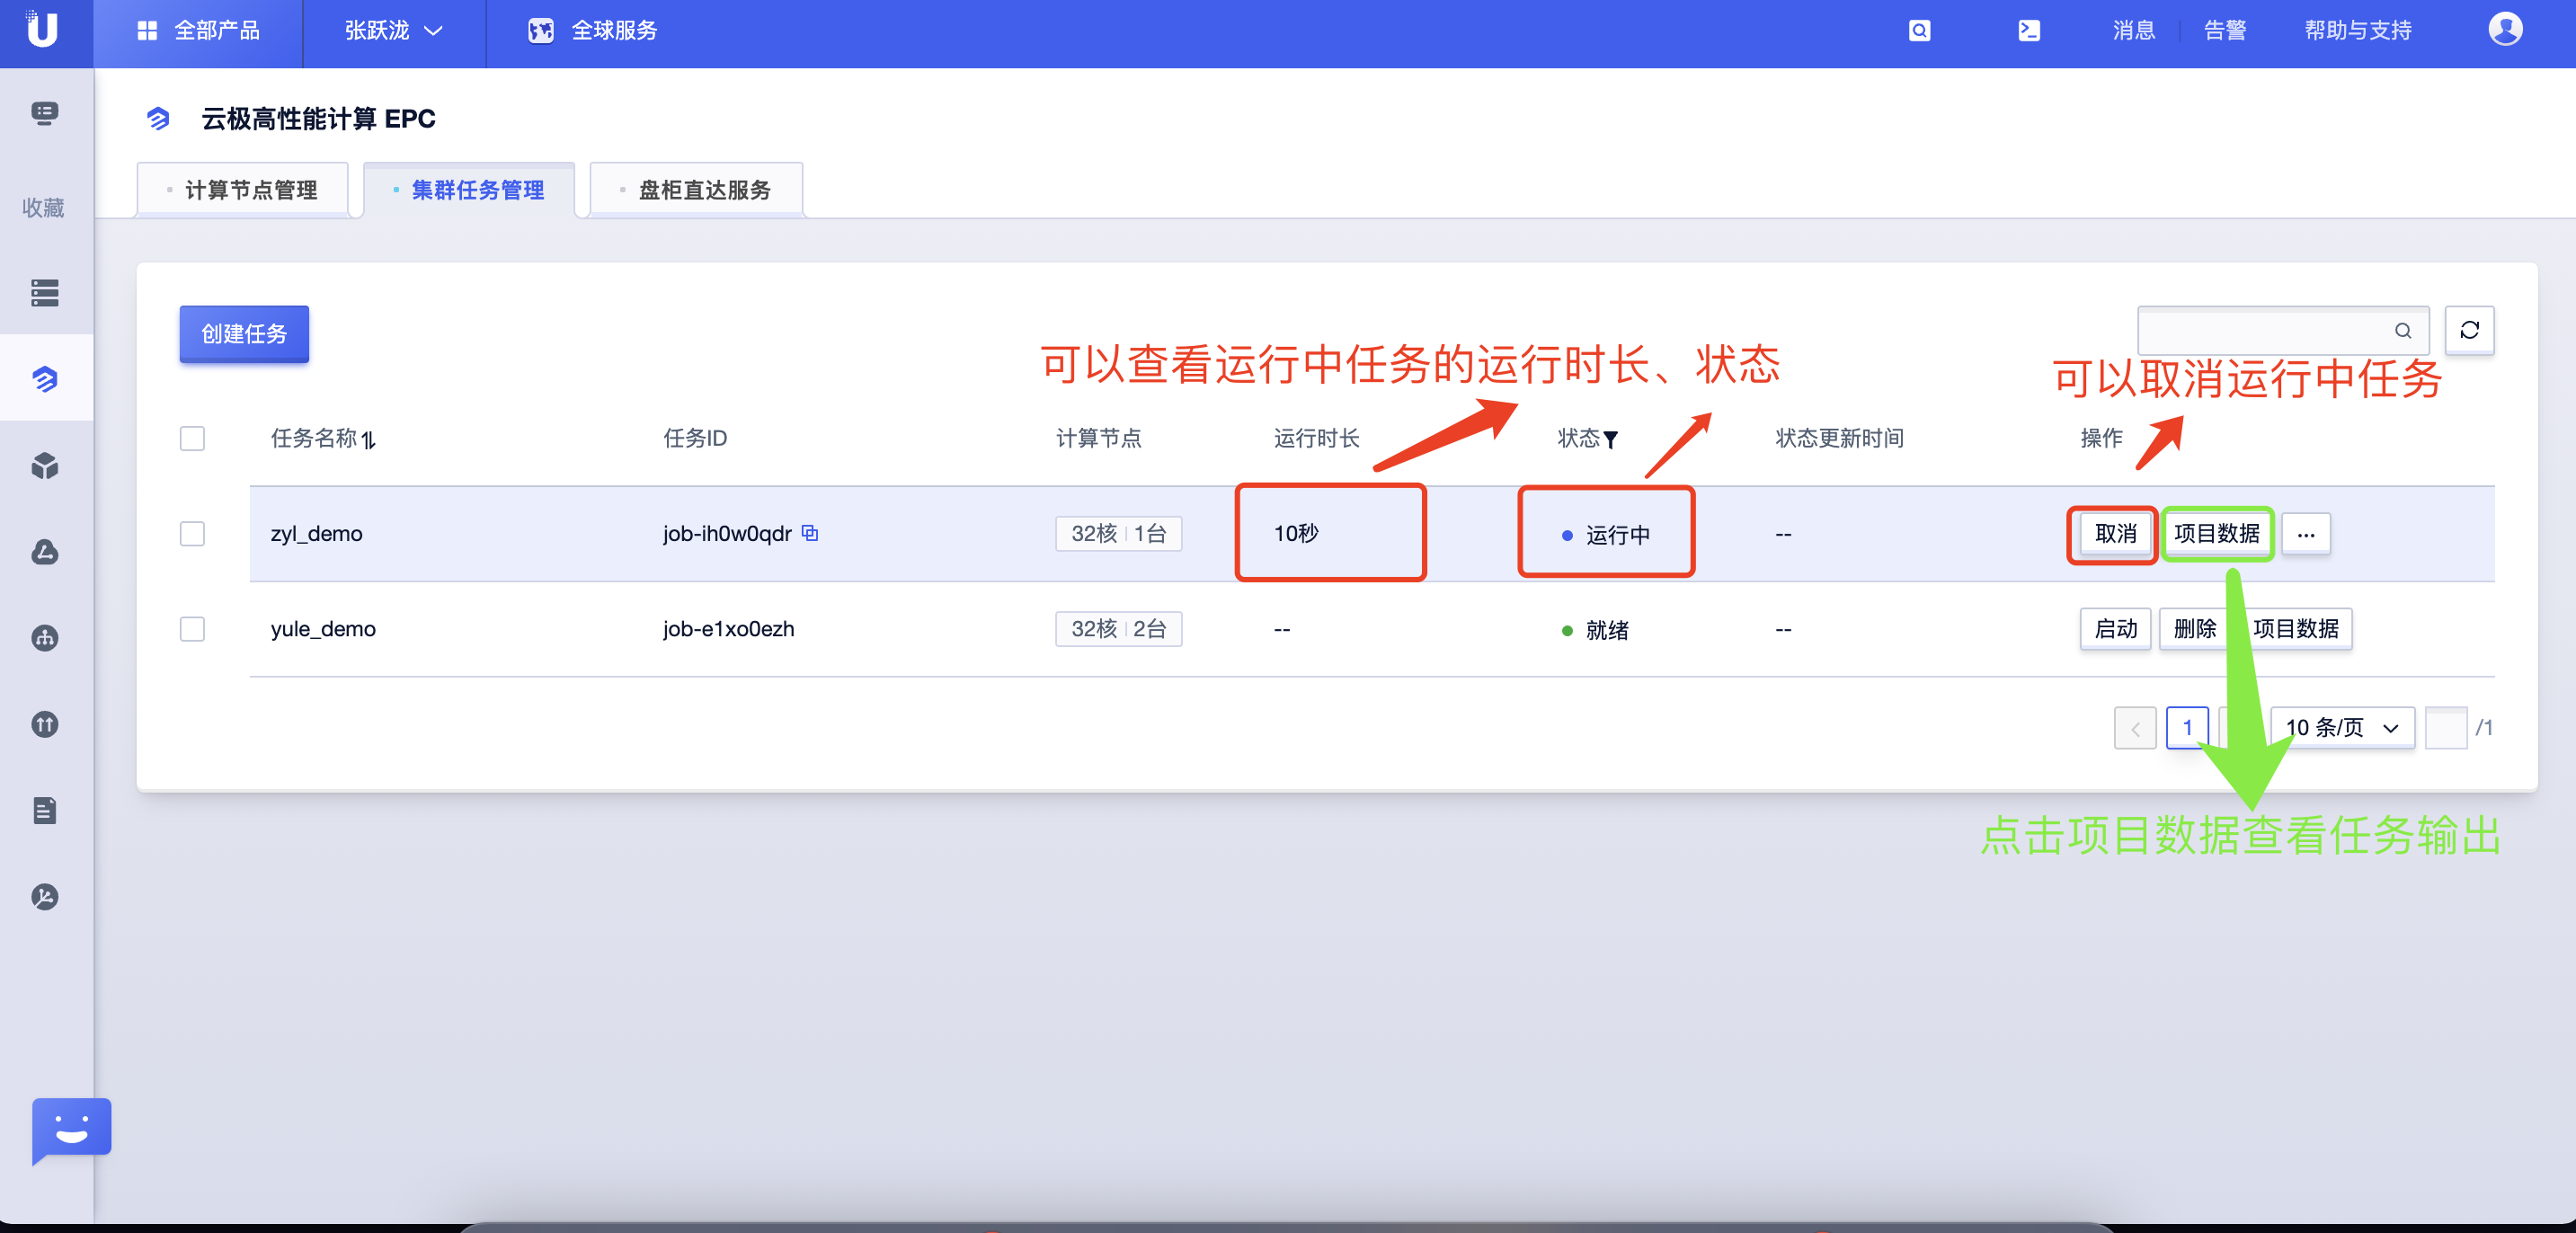 U 全部产品 张跃泷 全球服务 消息 告警 帮助与支持
收藏
云极高性能计算 EPC
计算节点管理 集群任务管理 盘柜直达服务
创建任务
可以查看运行中任务的运行时长、状态
可以取消运行中任务
任务名称 任务ID 计算节点 运行时长 状态 状态更新时间 操作
zyl_demo job-ih0w0qdr 32核 1台 10秒 运行中 -- 取消 项目数据 ...
yule_demo job-e1xo0ezh 32核 2台 -- 就绪 -- 启动 删除 项目数据
1 10 条/页 /1
点击项目数据查看任务输出